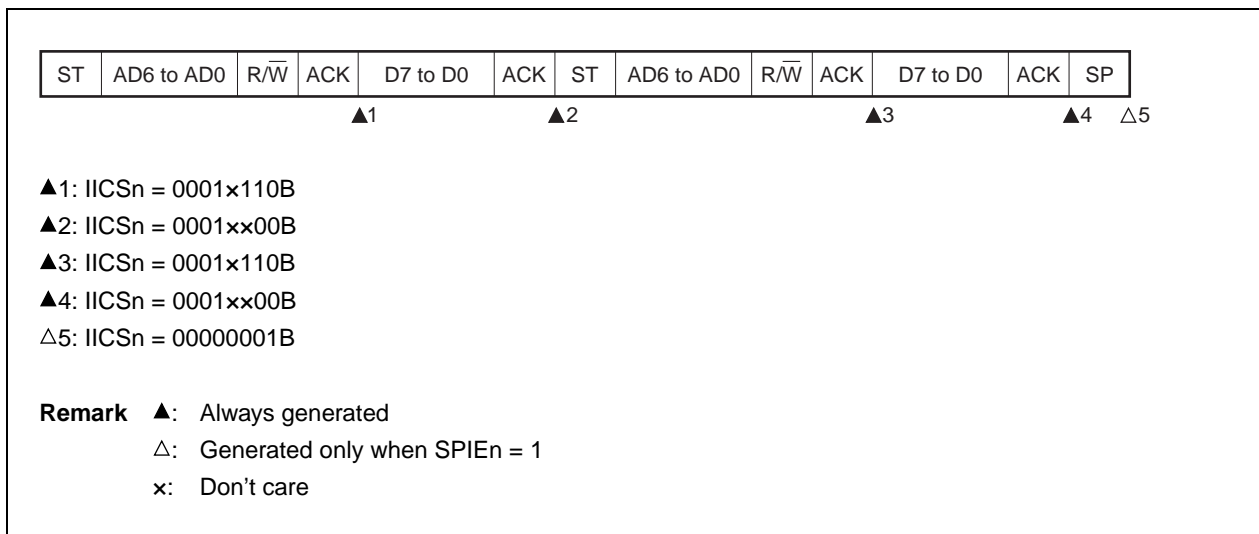 ST AD6 to AD0 R/W̅ ACK D7 to D0 ACK ST AD6 to AD0 R/W̅ ACK D7 to D0 ACK SP
▲1 ▲2 ▲3 ▲4 △5
▲1: IICSn = 0001×110B
▲2: IICSn = 0001××00B
▲3: IICSn = 0001×110B
▲4: IICSn = 0001××00B
△5: IICSn = 00000001B
Remark ▲: Always generated
△: Generated only when SPIEn = 1
×: Don't care